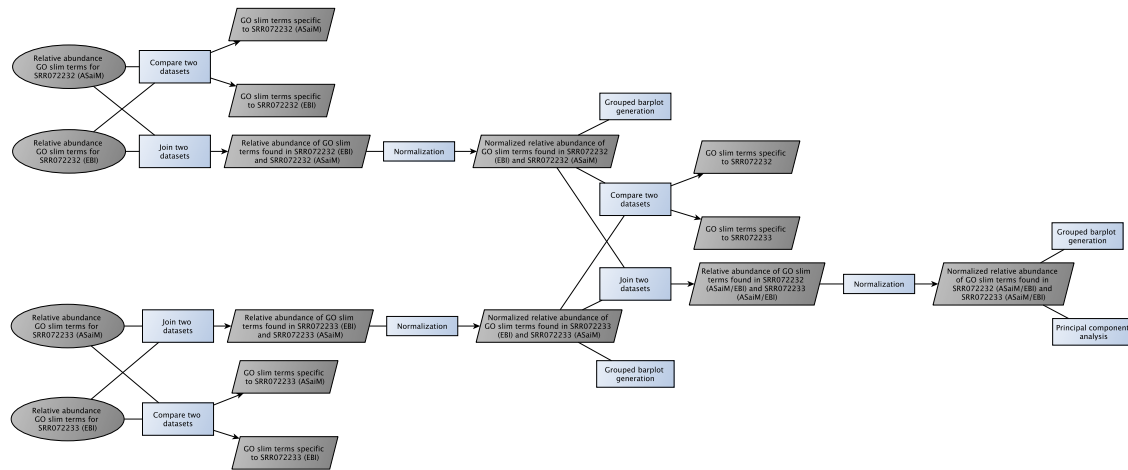 GO slim terms specific
to SRR072232 (ASaiM)
Relative abundance
GO slim terms for
SRR072232 (ASaiM)
Compare two
datasets
GO slim terms specific
to SRR072232 (EBI)
Grouped barplot
generation
Relative abundance
GO slim terms for
SRR072232 (EBI)
Join two
datasets
Relative abundance of GO slim
terms found in SRR072232 (EBI)
and SRR072232 (ASaiM)
Normalization
Normalized relative abundance of
GO slim terms found in SRR072232
(EBI) and SRR072232 (ASaiM)
GO slim terms specific
to SRR072232
Compare two
datasets
GO slim terms specific
to SRR072233
Grouped barplot
generation
Join two
datasets
Relative abundance of GO slim
terms found in SRR072232
(ASaiM/EBI) and SRR072233
(ASaiM/EBI)
Normalization
Normalized relative abundance
of GO slim terms found in
SRR072232 (ASaiM/EBI) and
SRR072233 (ASaiM/EBI)
Relative abundance
GO slim terms for
SRR072233 (ASaiM)
Join two
datasets
Relative abundance of GO slim
terms found in SRR072233 (EBI)
and SRR072233 (ASaiM)
Normalization
Normalized relative abundance of
GO slim terms found in SRR072233
(EBI) and SRR072233 (ASaiM)
Principal component
analysis
Grouped barplot
generation
GO slim terms specific
to SRR072233 (ASaiM)
Relative abundance
GO slim terms for
SRR072233 (EBI)
Compare two
datasets
GO slim terms specific
to SRR072233 (EBI)